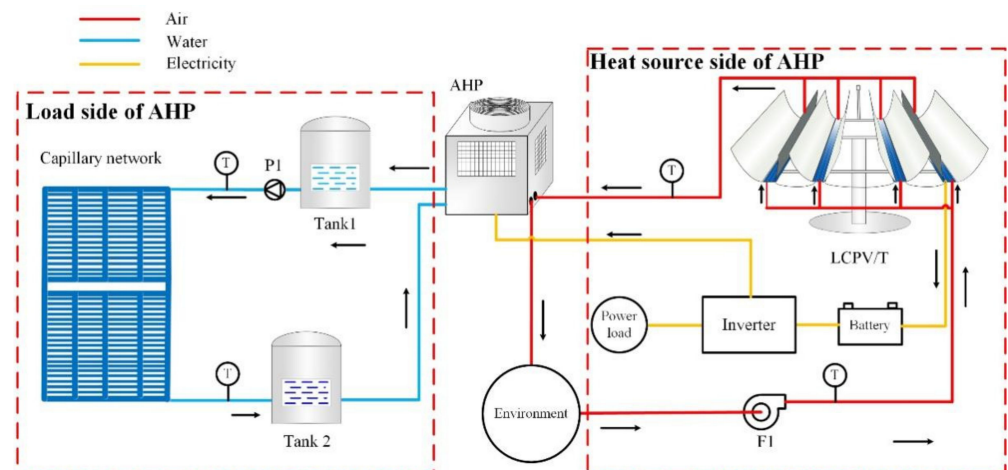 Air
Water
Electricity
Heat source side of AHP
AHP
Load side of AHP
Capillary network
T
P1
Tank1
T
LCPV/T
Power
load
Inverter
Battery
T
T
Tank 2
Environment
F1